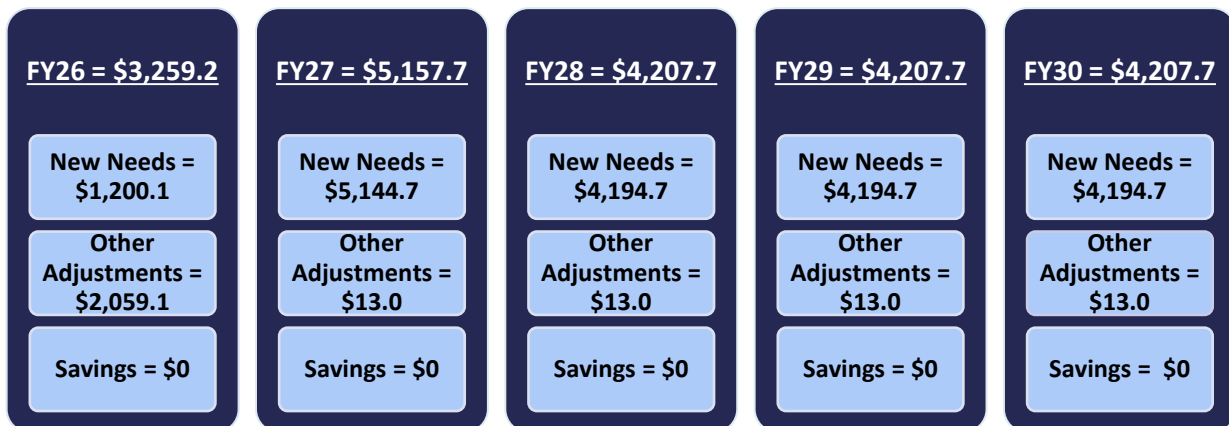 FY26 = $3,259.2
New Needs =
$1,200.1
Other
Adjustments =
$2,059.1
Savings = $0
FY27 = $5,157.7
New Needs =
$5,144.7
Other
Adjustments =
$13.0
Savings = $0
FY28 = $4,207.7
New Needs =
$4,194.7
Other
Adjustments =
$13.0
Savings = $0
FY29 = $4,207.7
New Needs =
$4,194.7
Other
Adjustments =
$13.0
Savings = $0
FY30 = $4,207.7
New Needs =
$4,194.7
Other
Adjustments =
$13.0
Savings =  $0